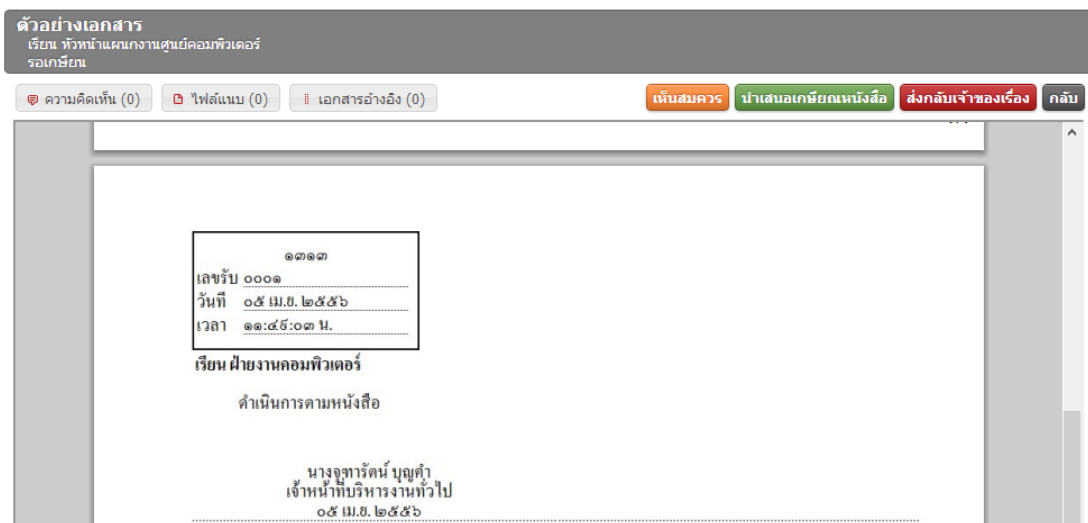 ตัวอย่างเอกสาร
เรียน หัวหน้าแผนกงานศูนย์คอมพิวเตอร์
รอเกษียน
ความคิดเห็น (0) ไฟล์แนบ (0) เอกสารอ้างอิง (0) เห็นสมควร นำเสนอเกษียณหนังสือ ส่งกลับเจ้าของเรื่อง กลับ
๑๓๑๓
เลขรับ ๐๐๐๑
วันที่ ๐๕ เม.ย. ๒๕๕๖
เวลา ๑๑:๔๕:๐๓ น.
เรียน ฝ่ายงานคอมพิวเตอร์
ดำเนินการตามหนังสือ
นางจุฑารัตน์ บุญคำ
เจ้าหน้าที่บริหารงานทั่วไป
๐๕ เม.ย. ๒๕๕๖